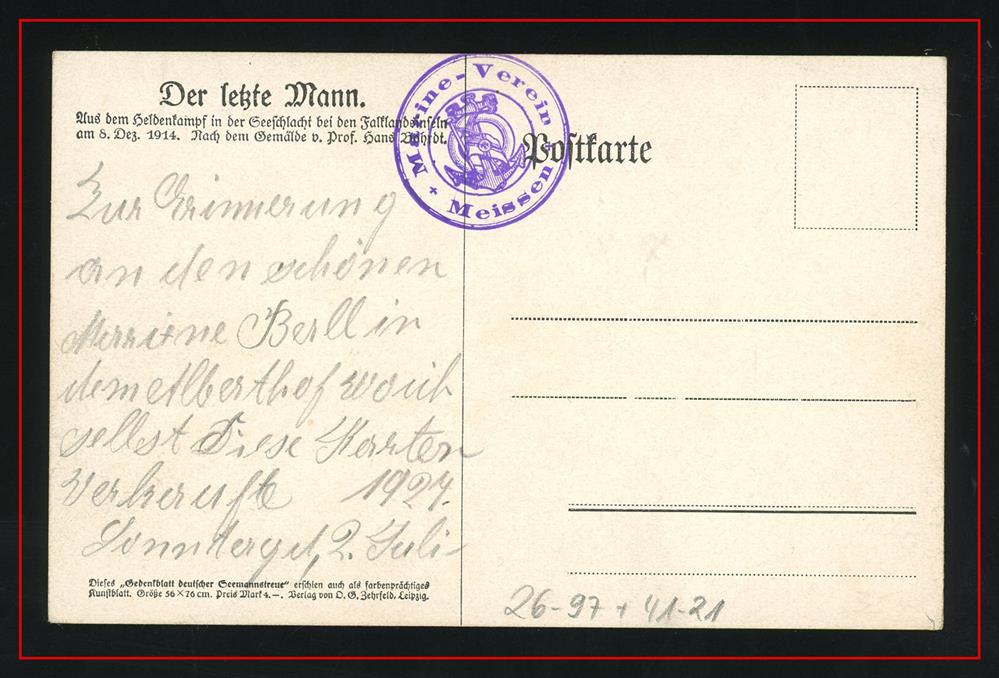 Der letzte Mann.
Aus dem Heldenkampf in der Seeschlacht bei den Falklandsinseln
am 8. Dez. 1914. Nach dem Gemälde v. Prof. Hans Bohrdt.
Marine-Verein
+ Meissen
Postkarte
Zur Erinnerung
an den schönen
Marine Ball in
dem Alberthof wo ich
selbst Diese Karten
Verkaufte 1924.
Sonntag d, 2. Juli
Dieses „Gedenkblatt deutscher Seemannstreue“ erschien auch als farbenprächtiges
Kunstblatt. Größe 56 × 76 cm. Preis Mark 4.—. Verlag von O. G. Zehrfeld, Leipzig.
26-97 + 41-21